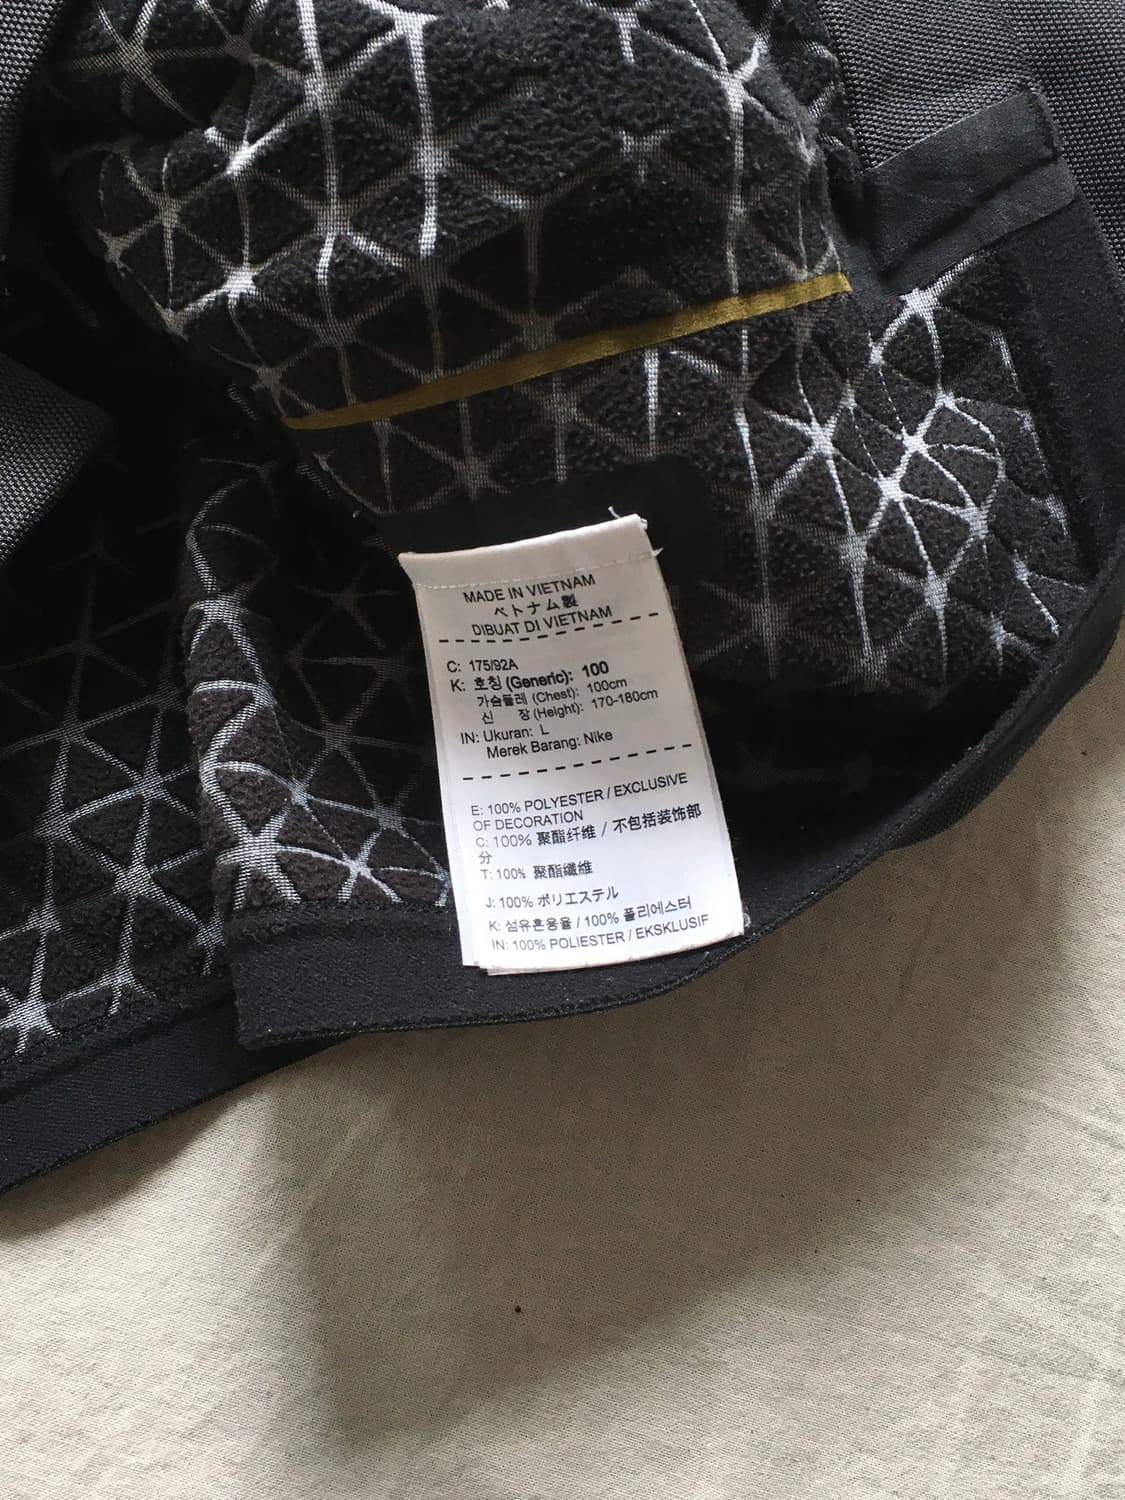 MADE IN VIETNAM
ベトナム製
DIBUAT DI VIETNAM
C: 175/92A
K: 호칭 (Generic): 100
가슴둘레 (Chest): 100cm
신 장 (Height): 170-180cm
IN: Ukuran: L
Merek Barang: Nike
E: 100% POLYESTER / EXCLUSIVE
OF DECORATION
C: 100% 聚酯纤维 / 不包括装饰部
分
T: 100% 聚酯纖維
J: 100% ポリエステル
K: 섬유혼용율 / 100% 폴리에스터
IN: 100% POLIESTER / EKSKLUSIF